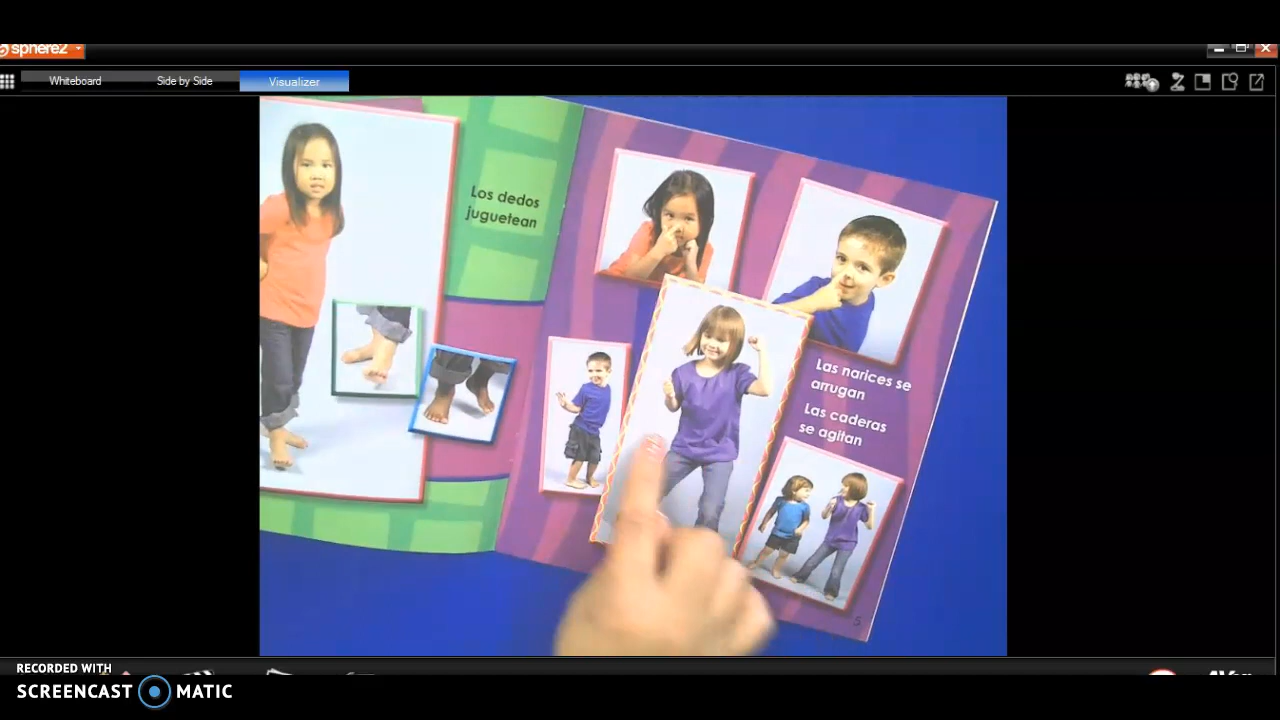 sphere2
Whiteboard
Side by Side
Visualizer
Los dedos
juguetean
Las narices se
arrugan
Las caderas
se agitan
5
RECORDED WITH
SCREENCAST MATIC